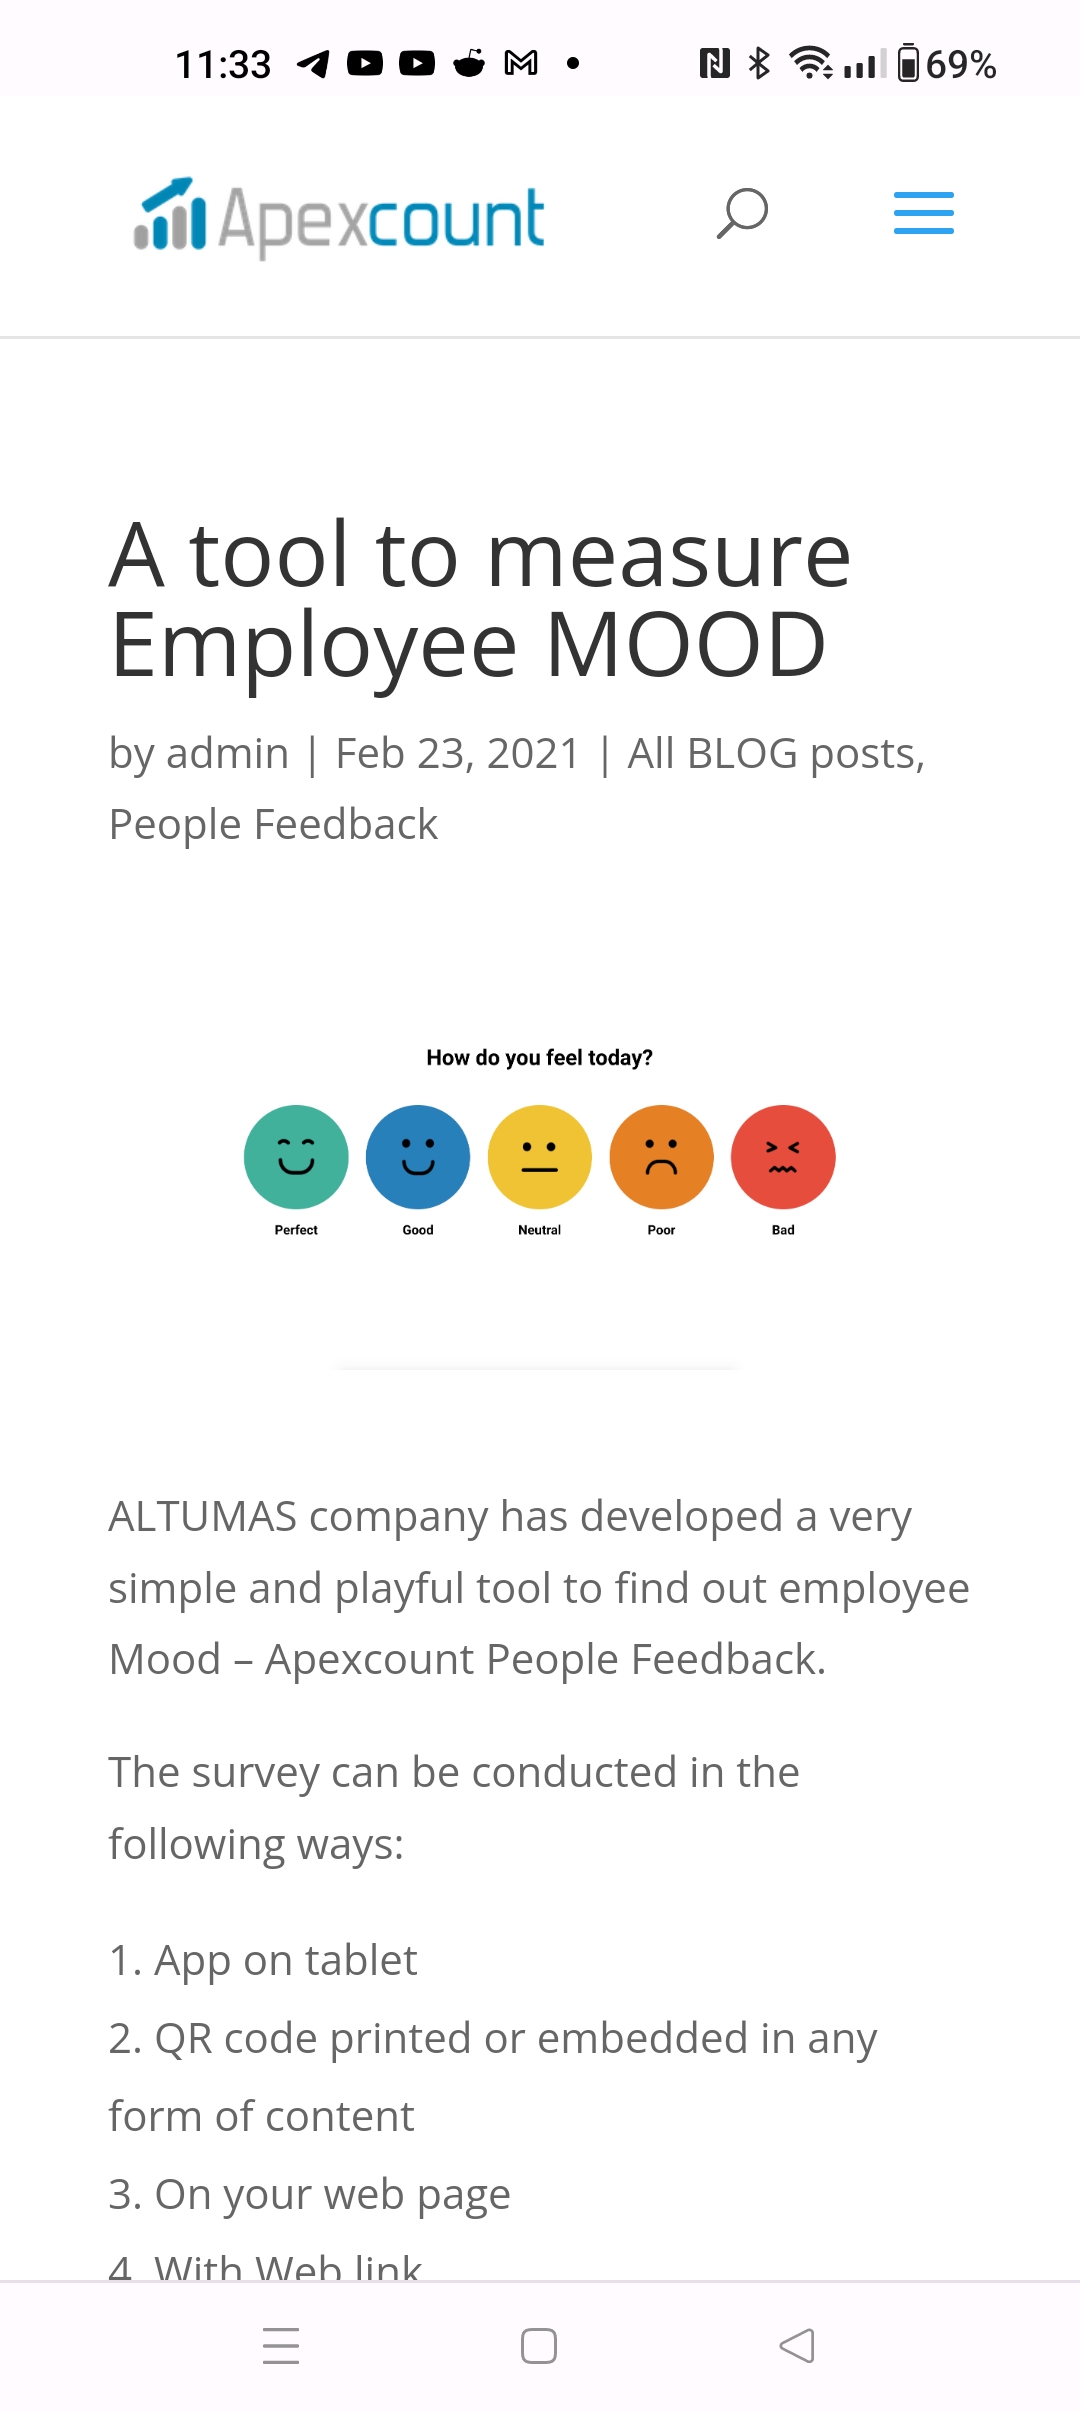 11:33
69%
Apexcount
A tool to measure
Employee MOOD
by admin | Feb 23, 2021 | All BLOG posts,
People Feedback
How do you feel today?
Perfect Good Neutral Poor Bad
ALTUMAS company has developed a very
simple and playful tool to find out employee
Mood – Apexcount People Feedback.
The survey can be conducted in the
following ways:
1. App on tablet
2. QR code printed or embedded in any
form of content
3. On your web page
4. With Web link